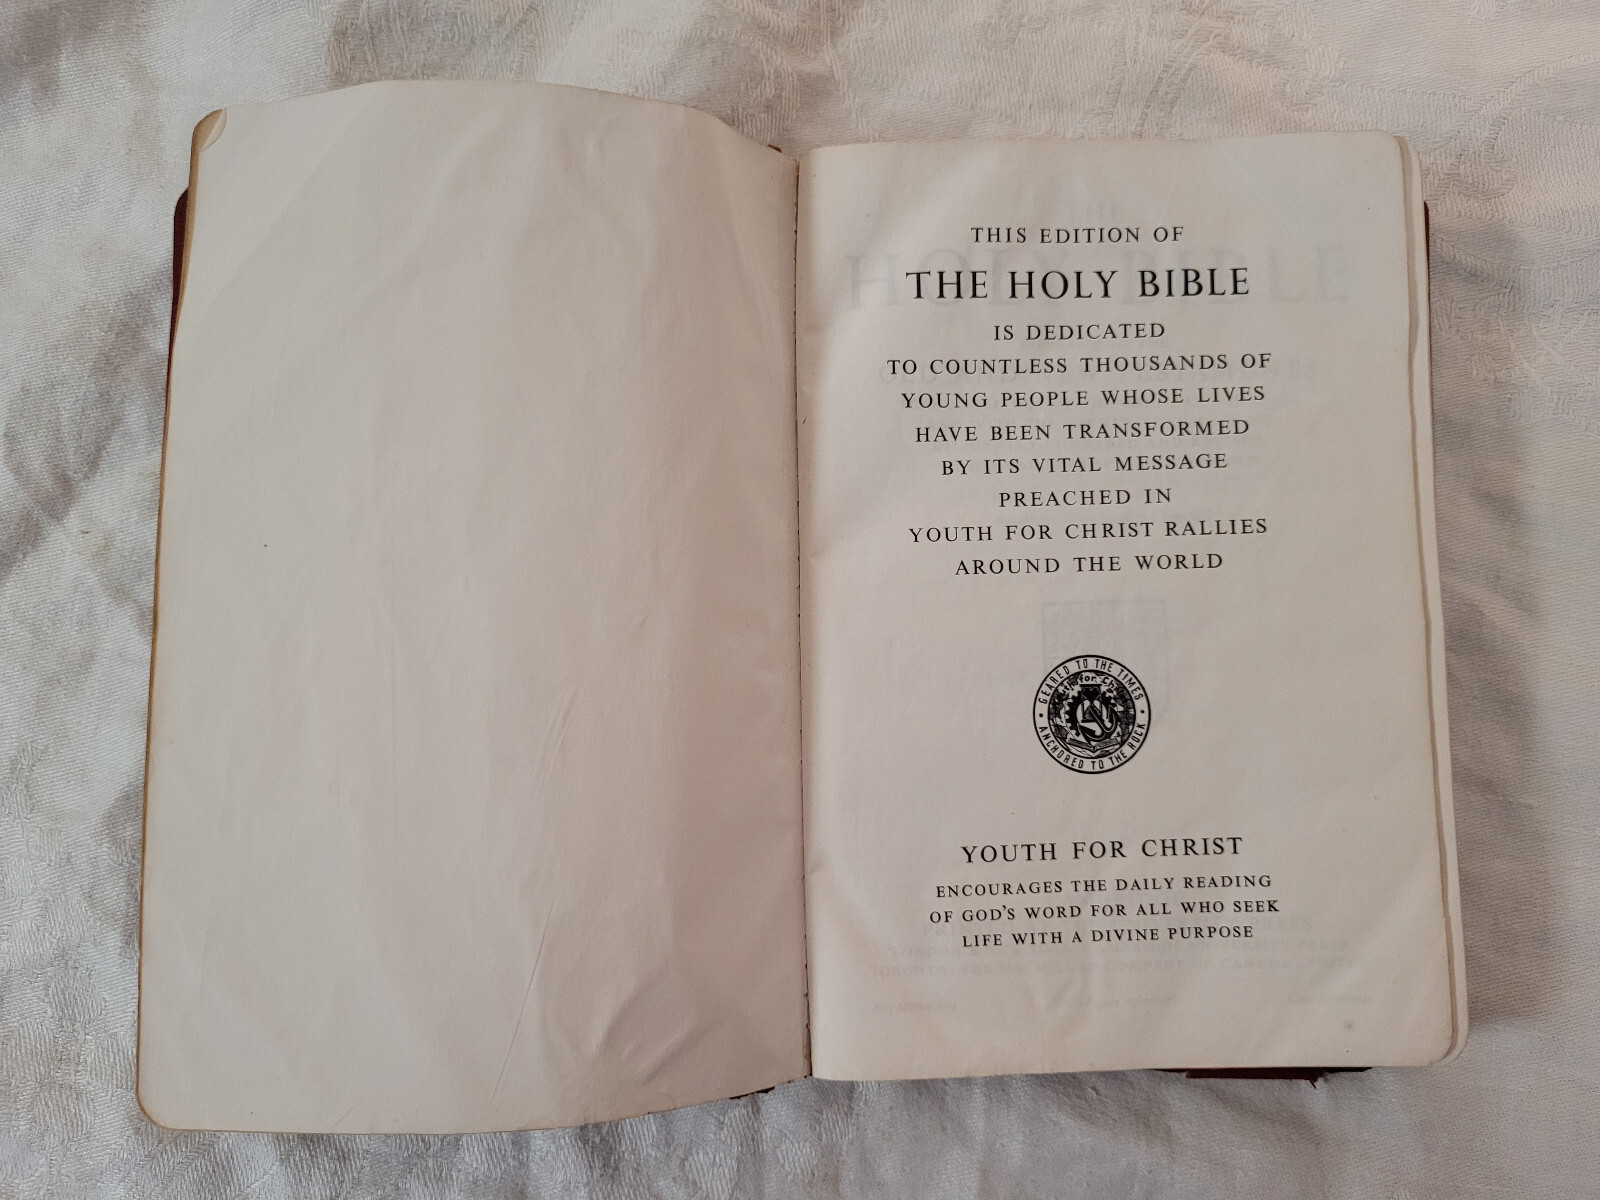 THIS EDITION OF
THE HOLY BIBLE
IS DEDICATED
TO COUNTLESS THOUSANDS OF
YOUNG PEOPLE WHOSE LIVES
HAVE BEEN TRANSFORMED
BY ITS VITAL MESSAGE
PREACHED IN
YOUTH FOR CHRIST RALLIES
AROUND THE WORLD
GEARED TO THE TIMES
ANCHORED TO THE ROCK
YOUTH FOR CHRIST
ENCOURAGES THE DAILY READING
OF GOD'S WORD FOR ALL WHO SEEK
LIFE WITH A DIVINE PURPOSE